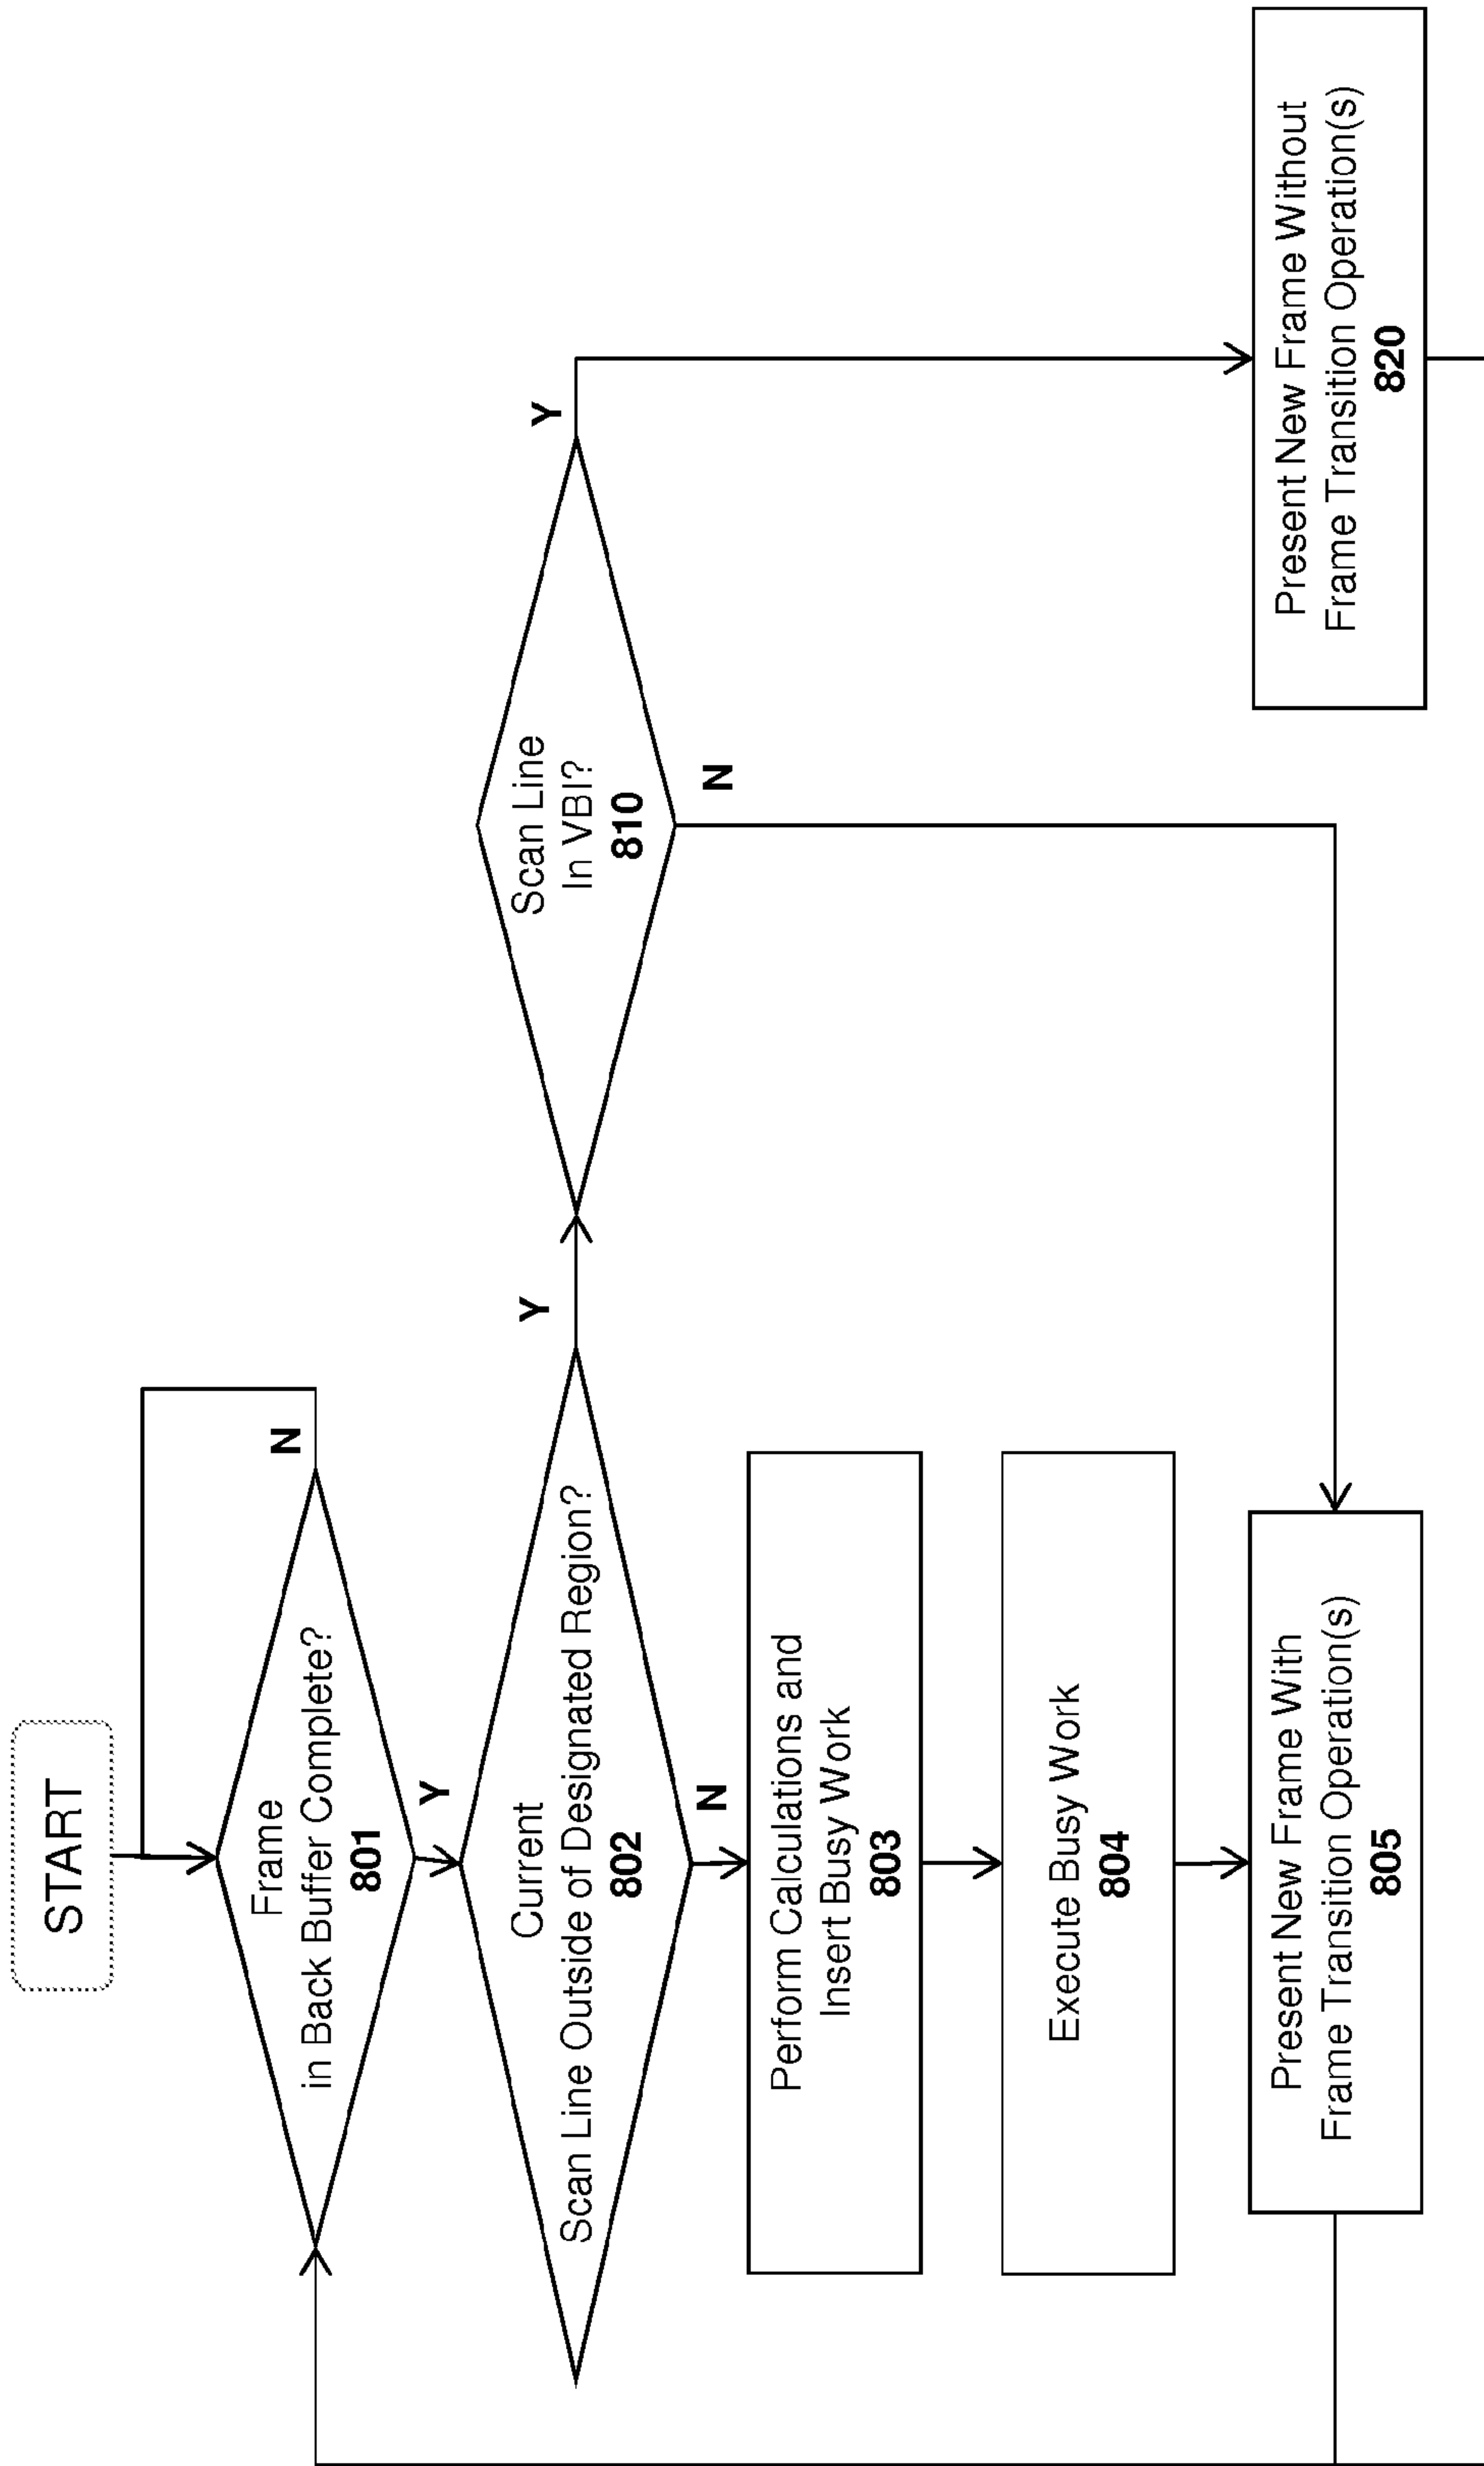 START
Frame
in Back Buffer Complete?
801
N
Y
Current
Scan Line Outside of Designated Region?
802
Y
N
Scan Line
In VBI?
810
Y
N
Perform Calculations and
Insert Busy Work
803
Execute Busy Work
804
Present New Frame With
Frame Transition Operation(s)
805
Present New Frame Without
Frame Transition Operation(s)
820